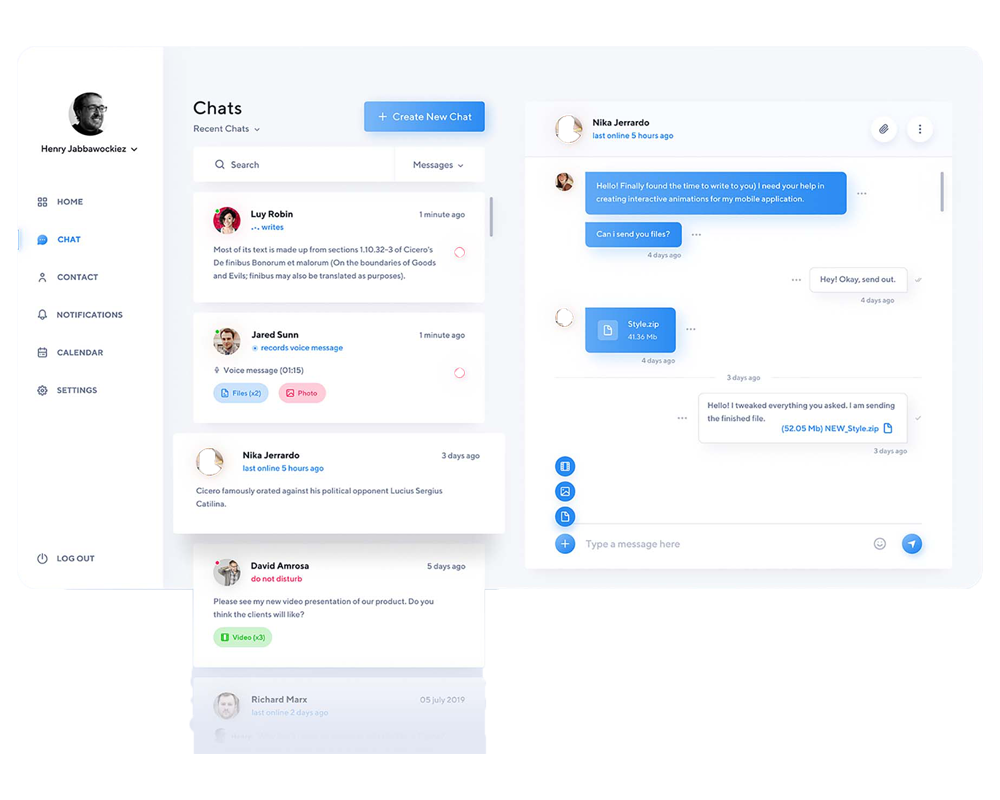 Henry Jabbawockiez
HOME
CHAT
CONTACT
NOTIFICATIONS
CALENDAR
SETTINGS
LOG OUT
Chats
Recent Chats
+ Create New Chat
Search
Messages
Luy Robin
1 minute ago
writes
Most of its text is made up from sections 1.10.32–3 of Cicero's
De finibus Bonorum et malorum (On the boundaries of Goods
and Evils; finibus may also be translated as purposes).
Jared Sunn
1 minute ago
records voice message
Voice message (01:15)
Files (x2)
Photo
Nika Jerrardo
3 days ago
last online 5 hours ago
Cicero famously orated against his political opponent Lucius Sergius
Catilina.
David Amrosa
5 days ago
do not disturb
Please see my new video presentation of our product. Do you
think the clients will like?
Video (x3)
Richard Marx
05 july 2019
last online 2 days ago
Nika Jerrardo
last online 5 hours ago
Hello! Finally found the time to write to you) I need your help in
creating interactive animations for my mobile application.
Can i send you files?
4 days ago
Hey! Okay, send out.
4 days ago
Style.zip
41.36 Mb
4 days ago
3 days ago
Hello! I tweaked everything you asked. I am sending
the finished file.
(52.05 Mb) NEW_Style.zip
3 days ago
Type a message here